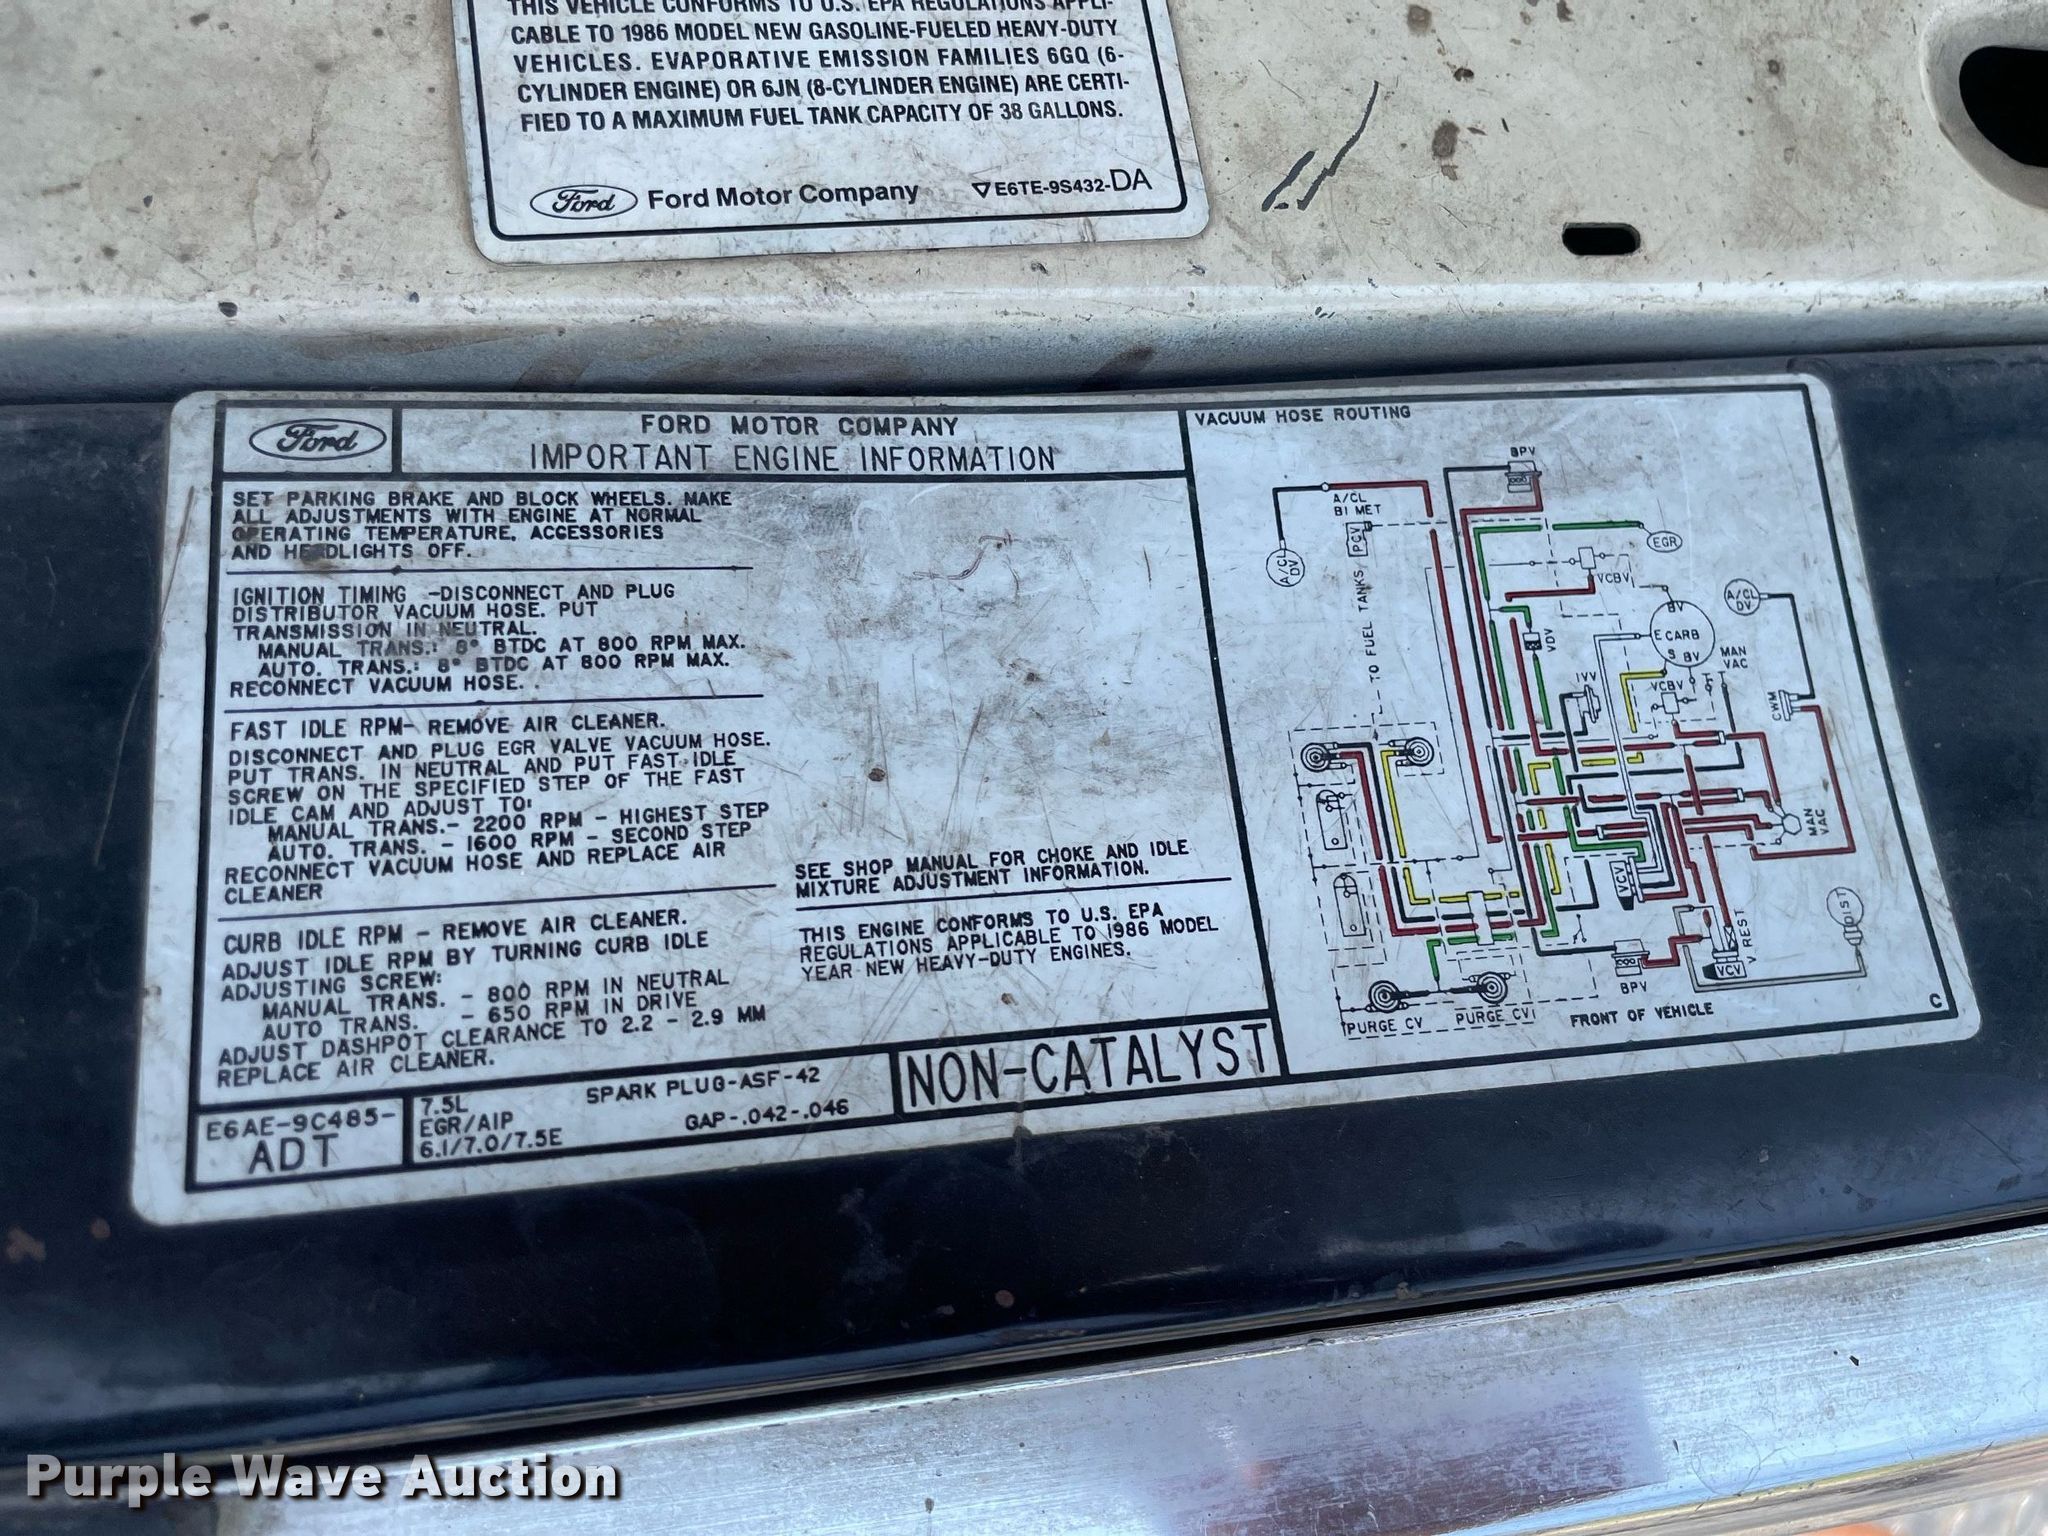 THIS VEHICLE CONFORMS TO U.S. EPA REGULATIONS APPLI-
CABLE TO 1986 MODEL NEW GASOLINE-FUELED HEAVY-DUTY
VEHICLES. EVAPORATIVE EMISSION FAMILIES 6GQ (6-
CYLINDER ENGINE) OR 6JN (8-CYLINDER ENGINE) ARE CERTI-
FIED TO A MAXIMUM FUEL TANK CAPACITY OF 38 GALLONS.
Ford Ford Motor Company E6TE-9S432-DA
Ford
FORD MOTOR COMPANY
IMPORTANT ENGINE INFORMATION
SET PARKING BRAKE AND BLOCK WHEELS. MAKE
ALL ADJUSTMENTS WITH ENGINE AT NORMAL
OPERATING TEMPERATURE, ACCESSORIES
AND HEADLIGHTS OFF.
IGNITION TIMING -DISCONNECT AND PLUG
DISTRIBUTOR VACUUM HOSE. PUT
TRANSMISSION IN NEUTRAL.
MANUAL TRANS.: 8° BTDC AT 800 RPM MAX.
AUTO. TRANS.: 8° BTDC AT 800 RPM MAX.
RECONNECT VACUUM HOSE.
FAST IDLE RPM- REMOVE AIR CLEANER.
DISCONNECT AND PLUG EGR VALVE VACUUM HOSE.
PUT TRANS. IN NEUTRAL AND PUT FAST IDLE
SCREW ON THE SPECIFIED STEP OF THE FAST
IDLE CAM AND ADJUST TO:
MANUAL TRANS.- 2200 RPM - HIGHEST STEP
AUTO. TRANS. - 1600 RPM - SECOND STEP
RECONNECT VACUUM HOSE AND REPLACE AIR
CLEANER
CURB IDLE RPM - REMOVE AIR CLEANER.
ADJUST IDLE RPM BY TURNING CURB IDLE
ADJUSTING SCREW:
MANUAL TRANS. - 800 RPM IN NEUTRAL
AUTO TRANS. - 650 RPM IN DRIVE
ADJUST DASHPOT CLEARANCE TO 2.2 - 2.9 MM
REPLACE AIR CLEANER.
SEE SHOP MANUAL FOR CHOKE AND IDLE
MIXTURE ADJUSTMENT INFORMATION.
THIS ENGINE CONFORMS TO U.S. EPA
REGULATIONS APPLICABLE TO 1986 MODEL
YEAR NEW HEAVY-DUTY ENGINES.
E6AE-9C485-
ADT
7.5L
EGR/AIP
6.1/7.0/7.5E
SPARK PLUG-ASF-42
GAP-.042-.046
NON-CATALYST
VACUUM HOSE ROUTING
BPV
A/CL
BI MET
A/CL
DV
PCV
TO FUEL TANKS
EGR
VCBV
VDV
BV
E CARB
S BV
A/CL
DV
MAN
VAC
IVV
VCBV
CWM
MAN
VAC
VCV
V REST
VCV
DIST
BPV
PURGE CV
PURGE CV
FRONT OF VEHICLE
C
Purple Wave Auction